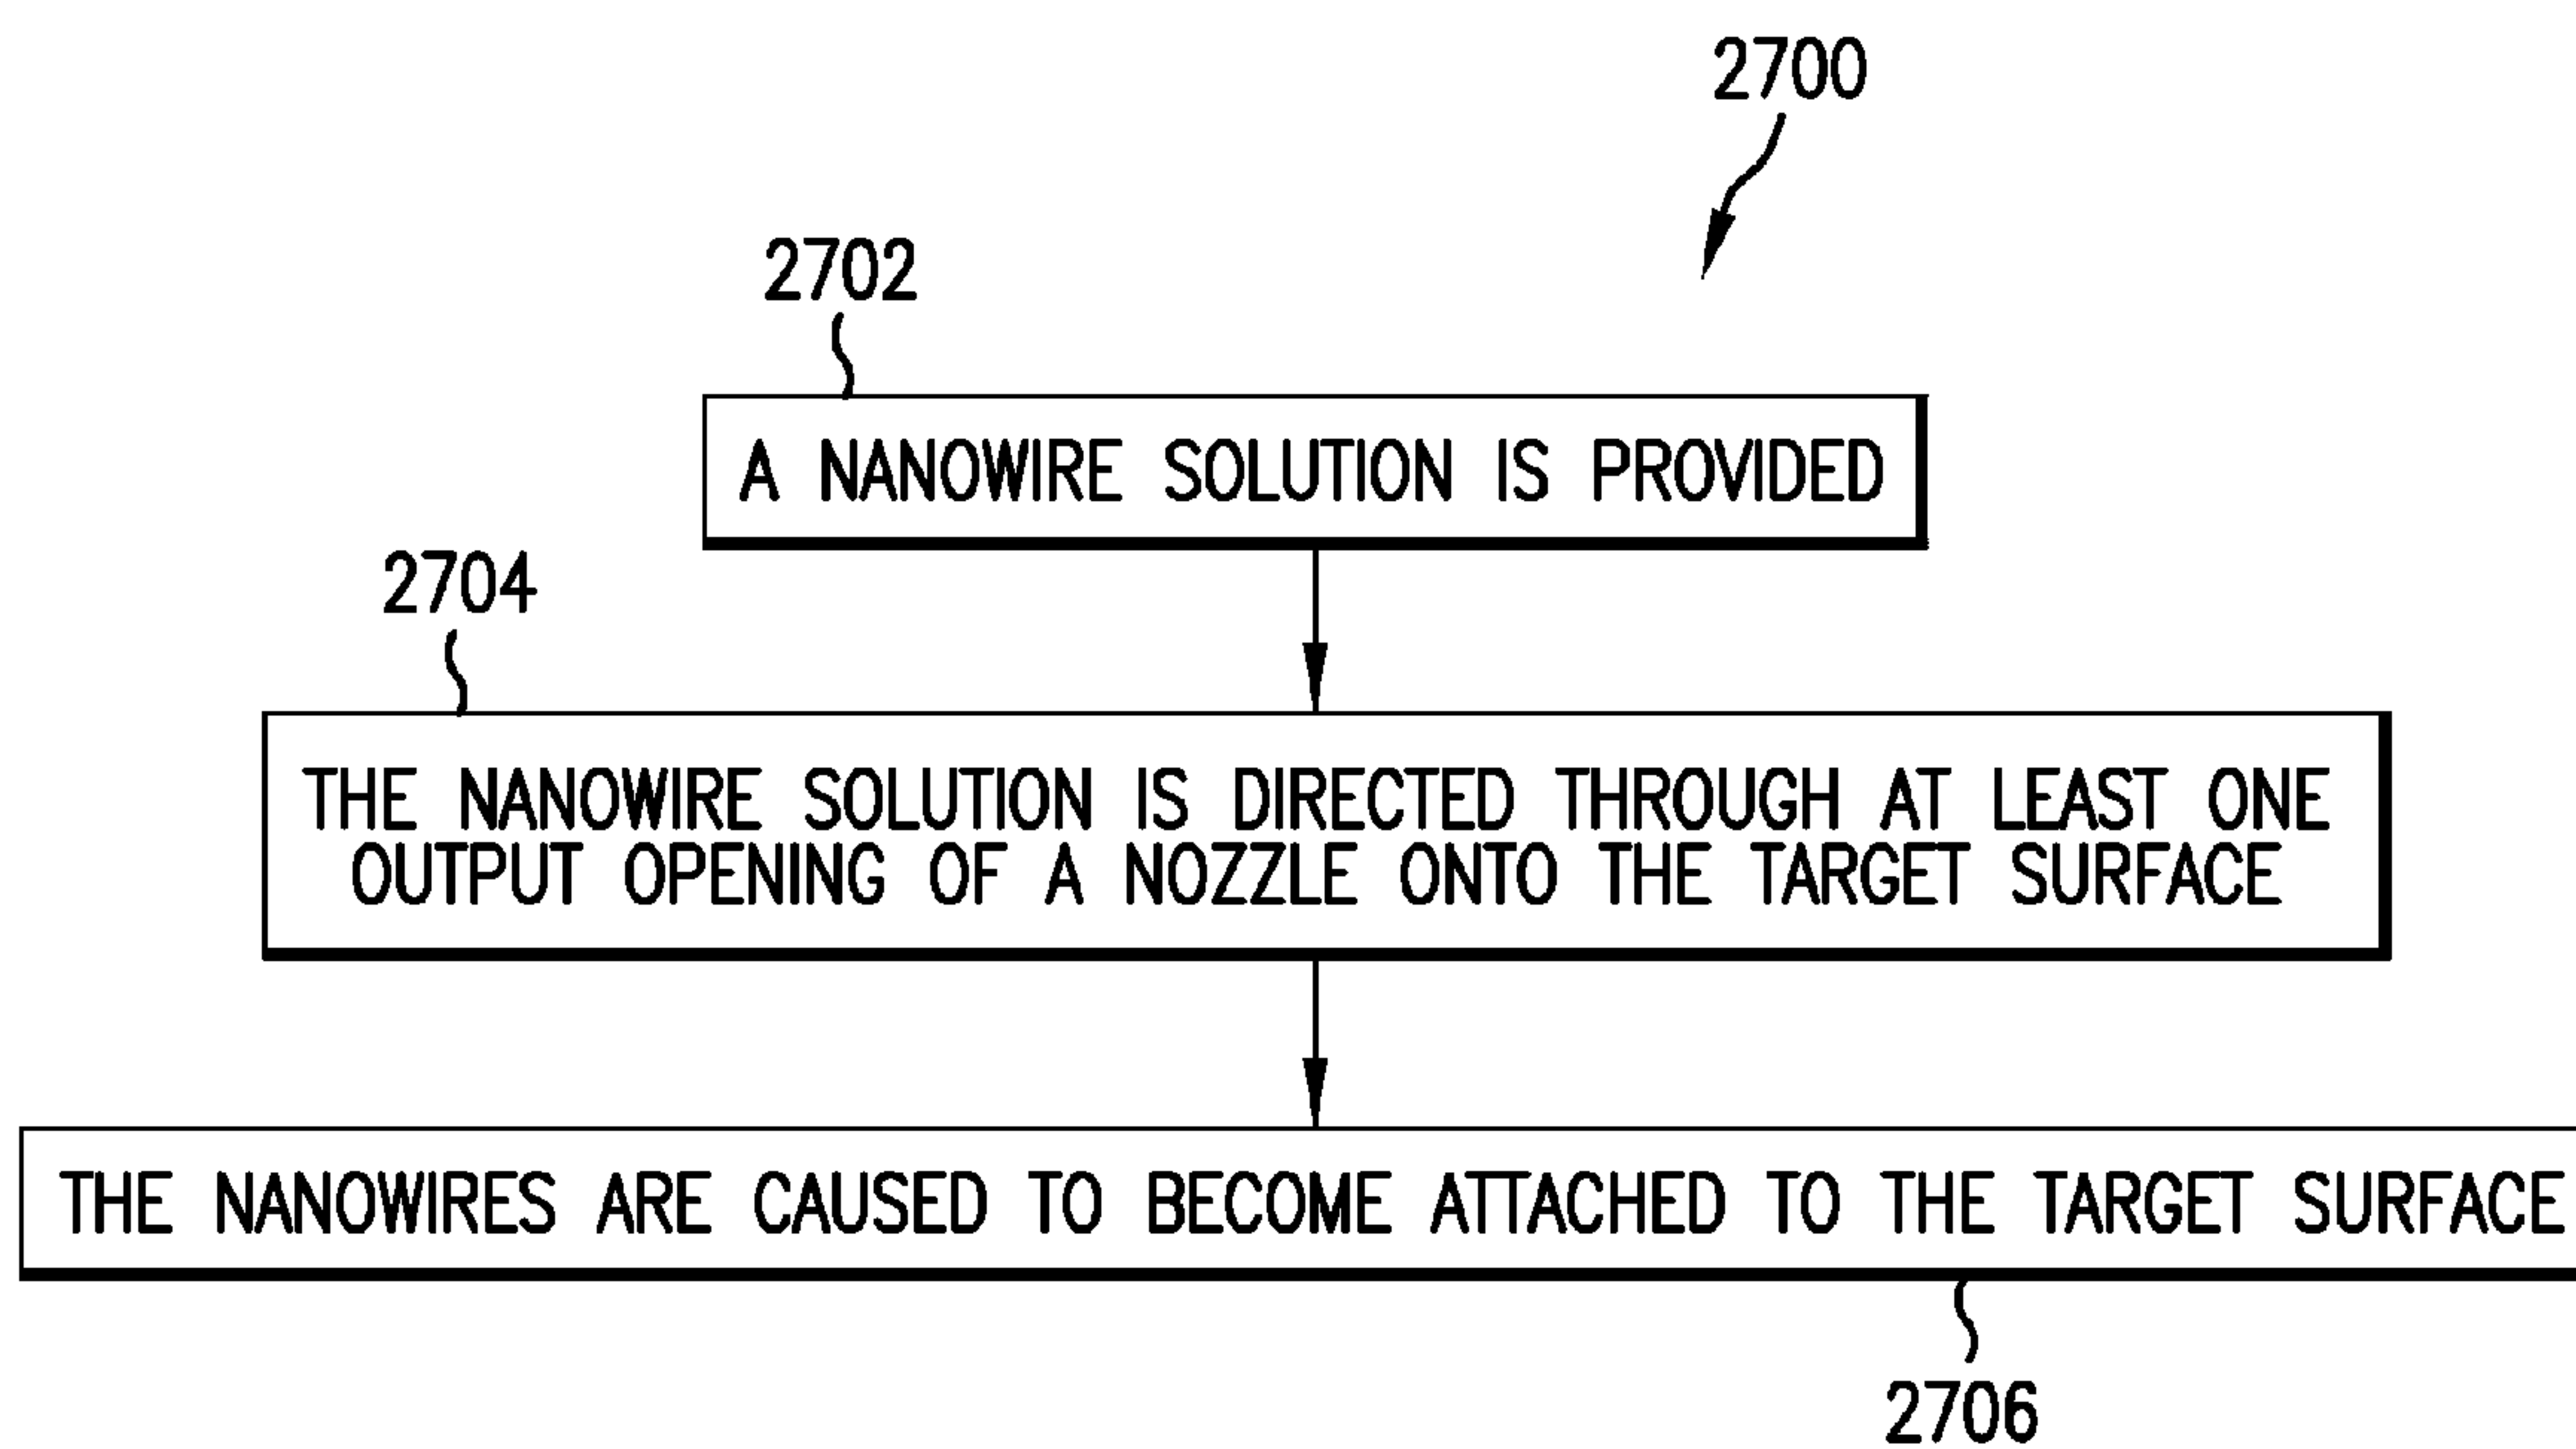 2700
2702
A NANOWIRE SOLUTION IS PROVIDED
2704
THE NANOWIRE SOLUTION IS DIRECTED THROUGH AT LEAST ONE
OUTPUT OPENING OF A NOZZLE ONTO THE TARGET SURFACE
THE NANOWIRES ARE CAUSED TO BECOME ATTACHED TO THE TARGET SURFACE
2706